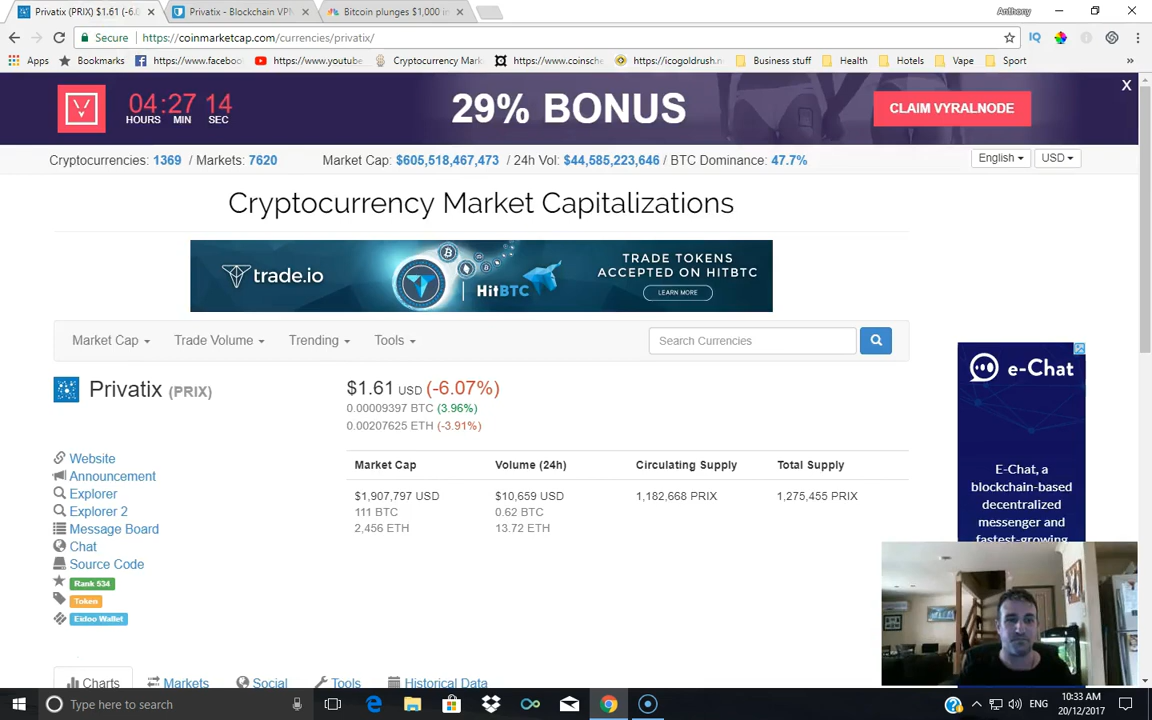 Privatix (PRIX) $1.61 (-6.0
Privatix - Blockchain VPN
Bitcoin plunges $1,000 in
Anthony
Secure
https://coinmarketcap.com/currencies/privatix/
Apps
Bookmarks
https://www.faceboo
https://www.youtube
Cryptocurrency Mark
https://www.coinsche
https://icogoldrush.n
Business stuff
Health
Hotels
Vape
Sport
04:27 14
HOURS MIN SEC
29% BONUS
CLAIM VYRALNODE
X
Cryptocurrencies: 1369 / Markets: 7620
Market Cap: $605,518,467,473 / 24h Vol: $44,585,223,646 / BTC Dominance: 47.7%
English
USD
Cryptocurrency Market Capitalizations
trade.io
HitBTC
TRADE TOKENS
ACCEPTED ON HITBTC
LEARN MORE
Market Cap
Trade Volume
Trending
Tools
Search Currencies
Privatix (PRIX)
$1.61 USD (-6.07%)
0.00009397 BTC (3.96%)
0.00207625 ETH (-3.91%)
Website
Announcement
Explorer
Explorer 2
Message Board
Chat
Source Code
Rank 534
Token
Eidoo Wallet
Market Cap Volume (24h) Circulating Supply Total Supply
$1,907,797 USD $10,659 USD 1,182,668 PRIX 1,275,455 PRIX
111 BTC 0.62 BTC
2,456 ETH 13.72 ETH
e-Chat
E-Chat, a
blockchain-based
decentralized
messenger and
fastest-growing
Charts
Markets
Social
Tools
Historical Data
Type here to search
ENG
10:33 AM
20/12/2017